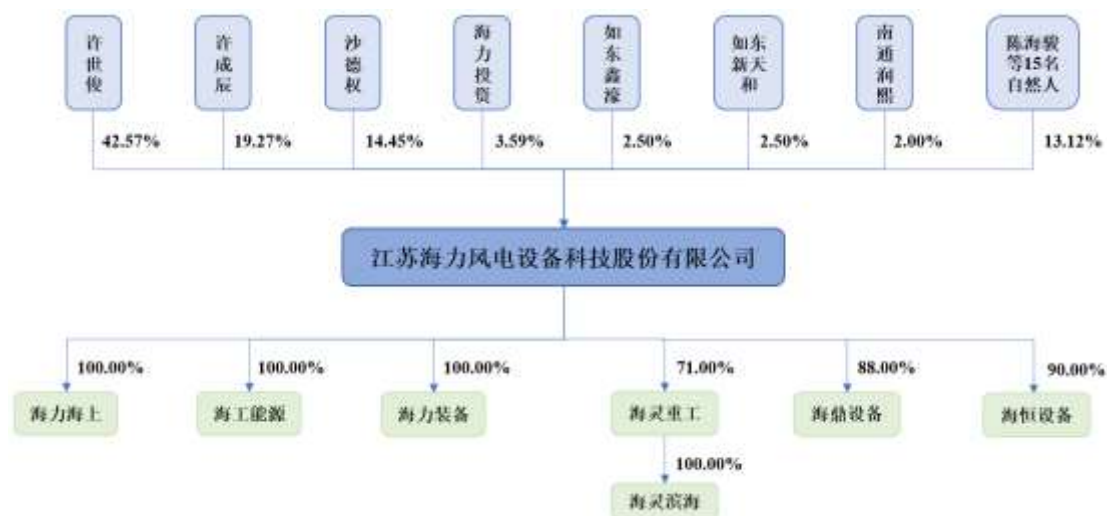 许世俊
许成辰
沙德权
海力投资
如东鑫濠
如东
新天
和
南通润熙
陈海骏
等15名
自然人
42.57%
19.27%
14.45%
3.59%
2.50%
2.50%
2.00%
13.12%
江苏海力风电设备科技股份有限公司
100.00%
100.00%
100.00%
71.00%
88.00%
90.00%
海力海上
海工能源
海力装备
海灵重工
海鼎设备
海恒设备
100.00%
海灵滨海